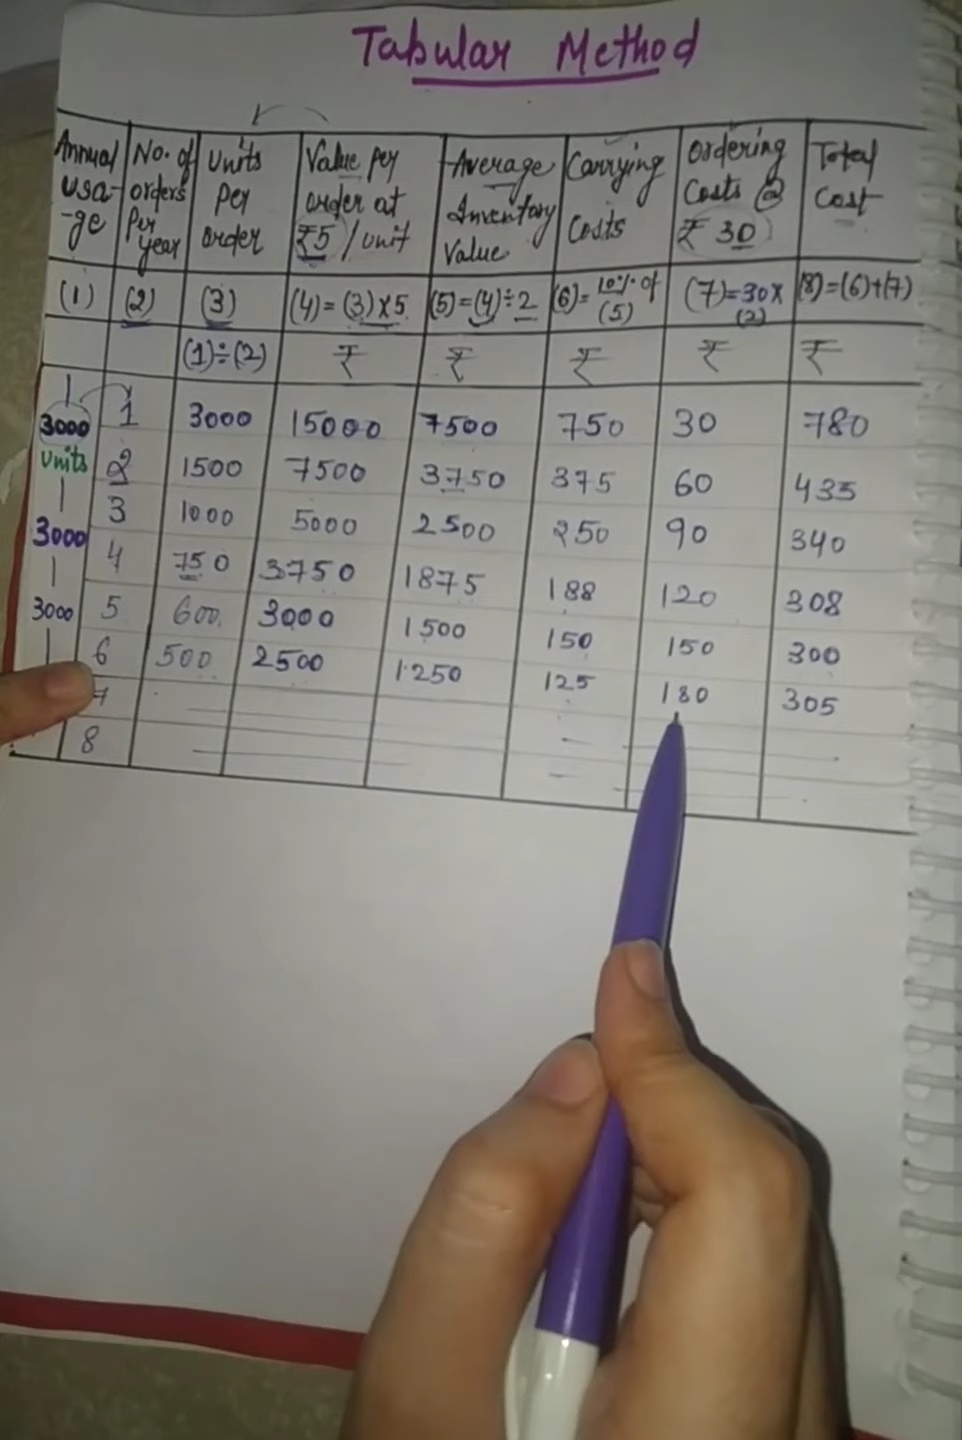 Tabular Method
Annual usa-ge No. of orders Per year Units Per order Value per order at ₹5 / unit Average Inventory Value Carrying Costs Ordering Costs @ ₹ 30 Total Cost
(1) (2) (3) (4) = (3) × 5 (5) = (4) ÷ 2 (6) = 10% of (5) (7) = 30 × (2) (8) = (6) + (7)
(1) ÷ (2) ₹ ₹ ₹ ₹ ₹
3000 1 3000 15000 7500 750 30 780
units 2 1500 7500 3750 375 60 435
3 1000 5000 2500 250 90 340
3000 4 750 3750 1875 188 120 308
3000 5 600 3000 1500 150 150 300
6 500 2500 1250 125 180 305
7
8